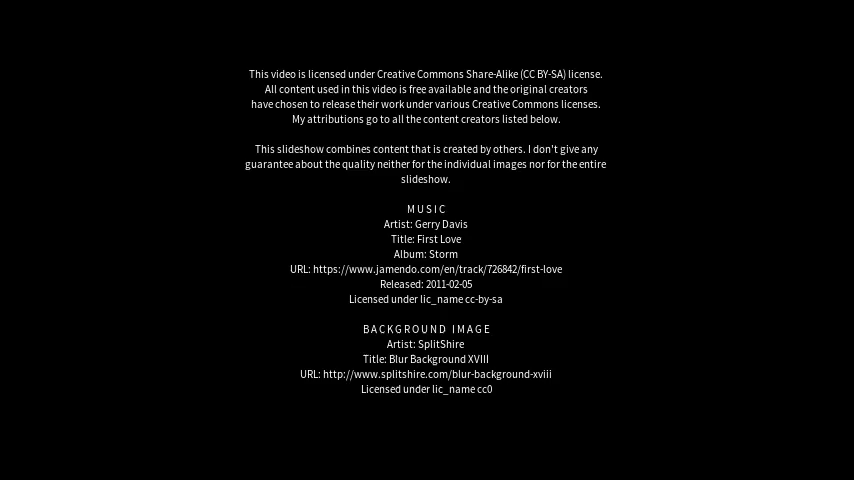 This video is licensed under Creative Commons Share-Alike (CC BY-SA) license.
All content used in this video is free available and the original creators
have chosen to release their work under various Creative Commons licenses.
My attributions go to all the content creators listed below.
This slideshow combines content that is created by others. I don't give any
guarantee about the quality neither for the individual images nor for the entire
slideshow.
MUSIC
Artist: Gerry Davis
Title: First Love
Album: Storm
URL: https://www.jamendo.com/en/track/726842/first-love
Released: 2011-02-05
Licensed under lic_name cc-by-sa
BACKGROUND IMAGE
Artist: SplitShire
Title: Blur Background XVIII
URL: http://www.splitshire.com/blur-background-xviii
Licensed under lic_name cc0